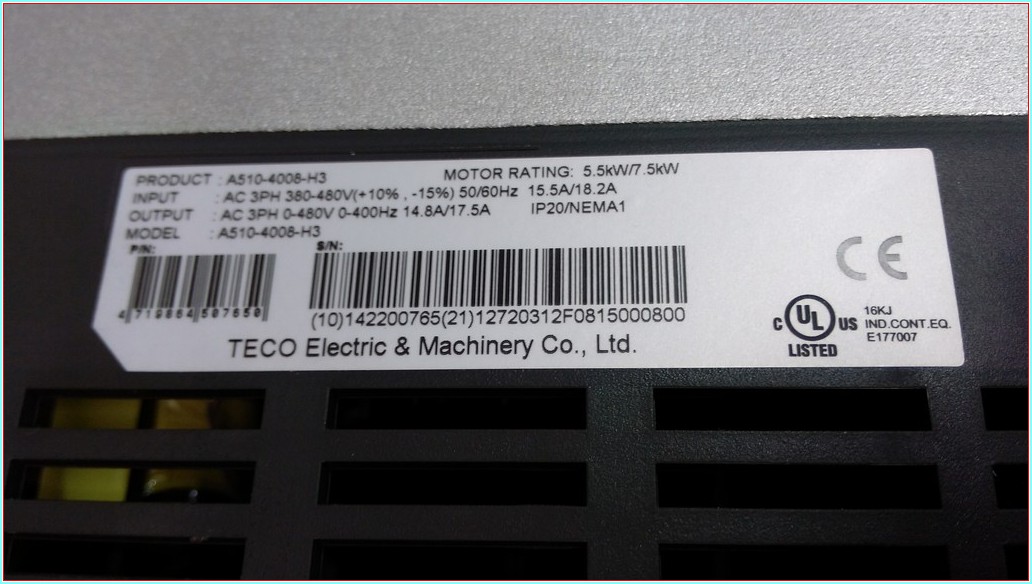 PRODUCT : A510-4008-H3 MOTOR RATING: 5.5kW/7.5kW
INPUT : AC 3PH 380-480V(+10% , -15%) 50/60Hz 15.5A/18.2A
OUTPUT : AC 3PH 0-480V 0-400Hz 14.8A/17.5A IP20/NEMA1
MODEL : A510-4008-H3
P/N: S/N:
4 719864 507650
(10)142200765(21)12720312F0815000800
TECO Electric & Machinery Co., Ltd.
CE
C UL US
LISTED
16KJ
IND.CONT.EQ.
E177007